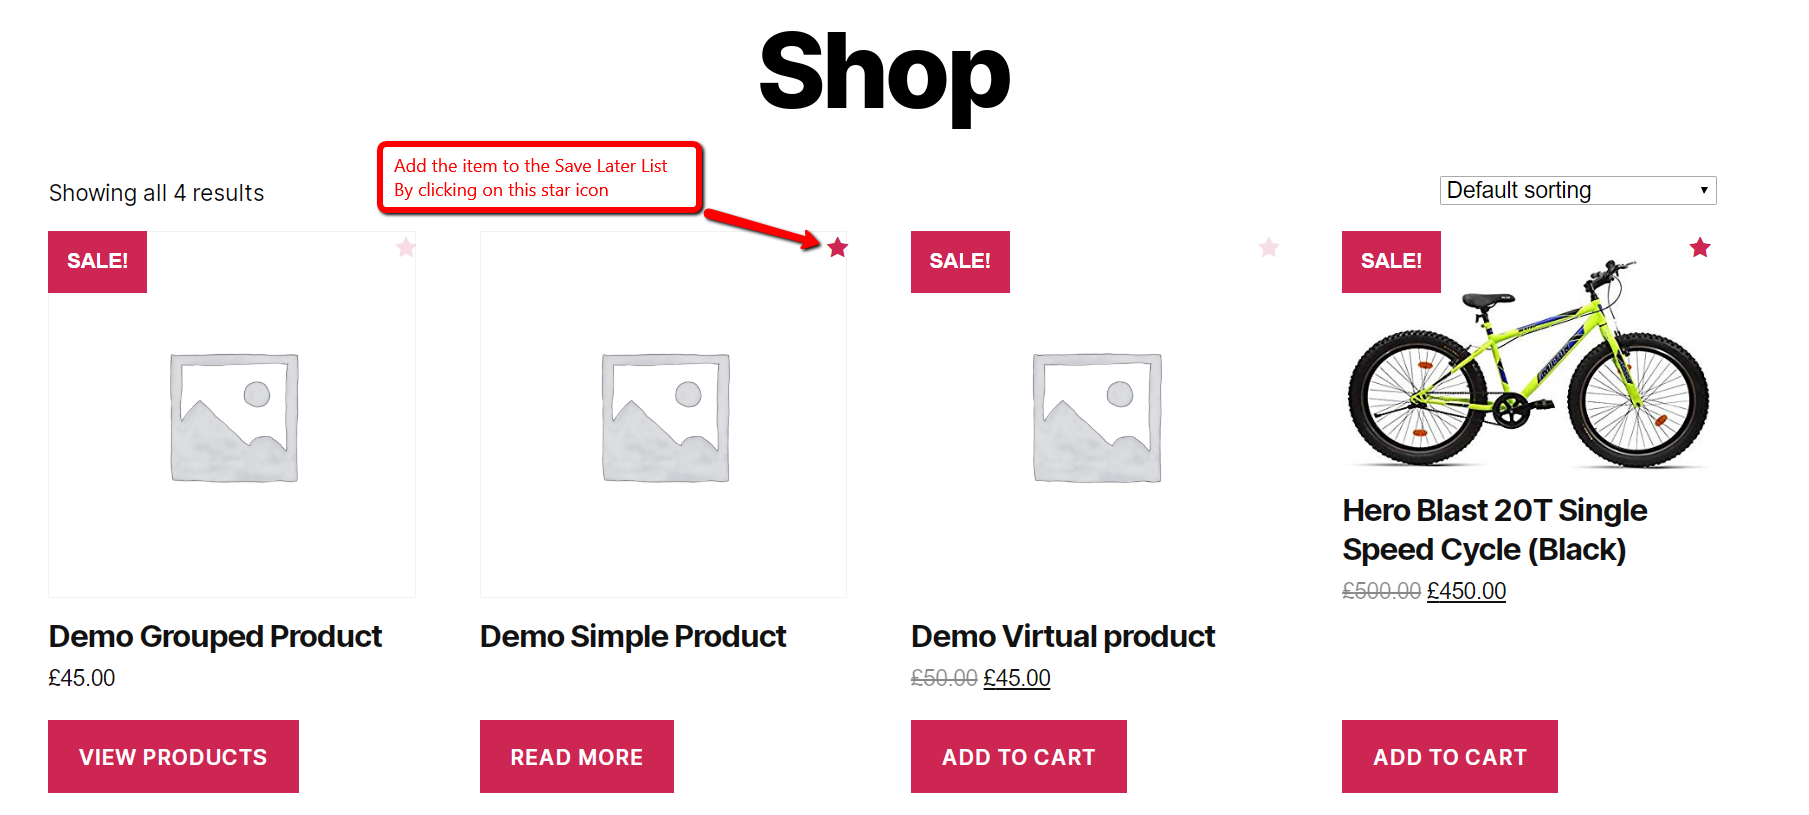 Shop
Add the item to the Save Later List
By clicking on this star icon
Showing all 4 results
Default sorting
SALE!
SALE!
SALE!
Demo Grouped Product
£45.00
VIEW PRODUCTS
Demo Simple Product
READ MORE
Demo Virtual product
£50.00 £45.00
ADD TO CART
Hero Blast 20T Single
Speed Cycle (Black)
£500.00 £450.00
ADD TO CART